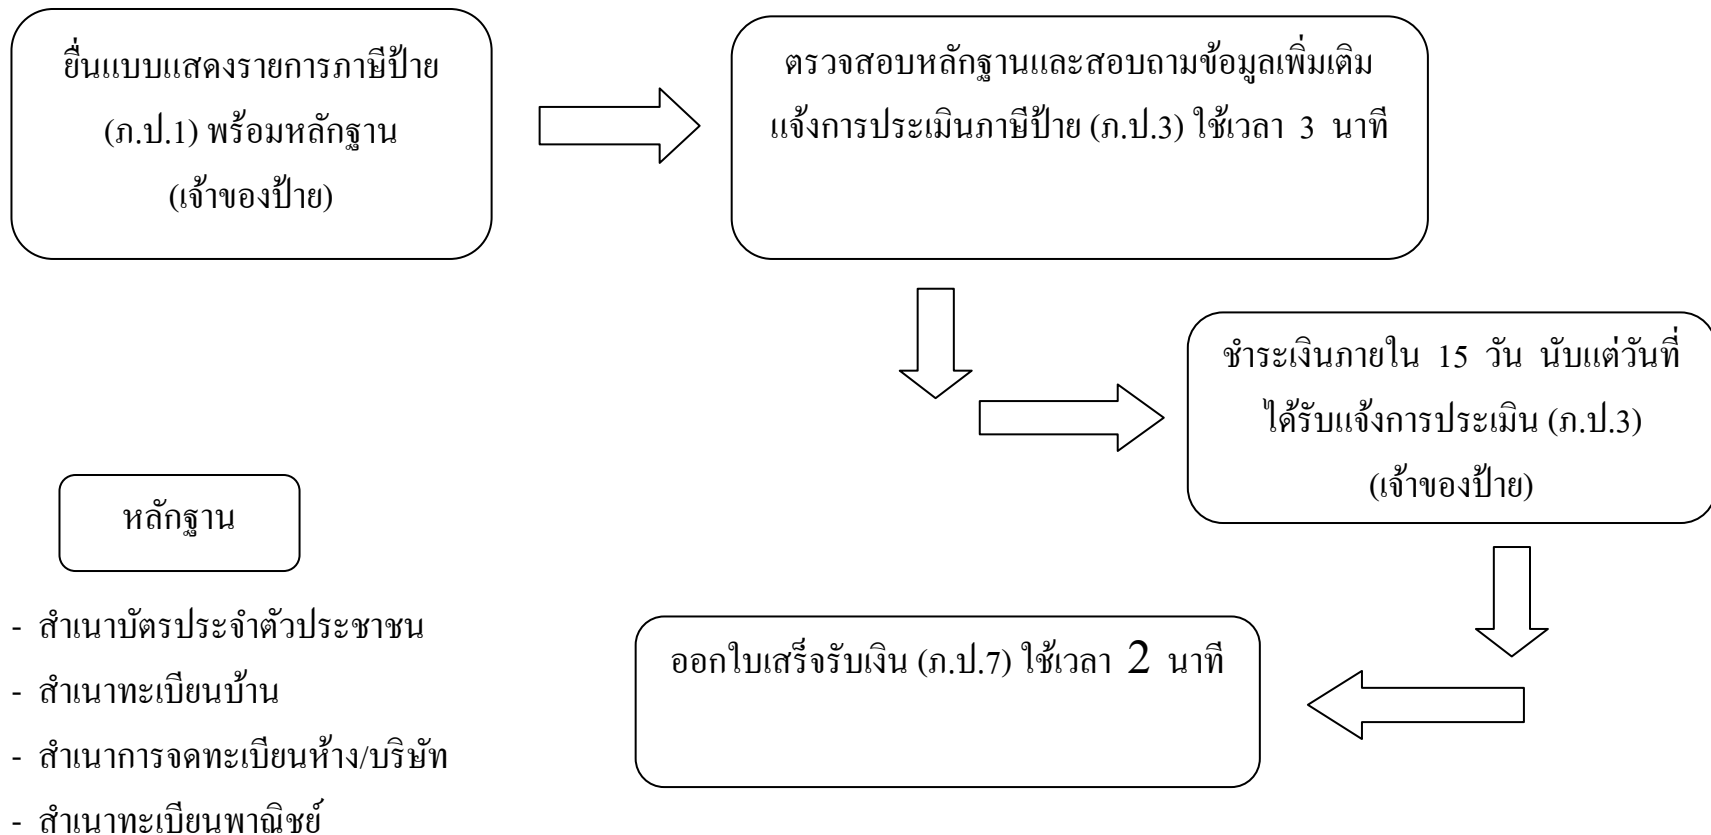 ยื่นแบบแสดงรายการภาษีป้าย
(ภ.ป.1) พร้อมหลักฐาน
(เจ้าของป้าย)
ตรวจสอบหลักฐานและสอบถามข้อมูลเพิ่มเติม
แจ้งการประเมินภาษีป้าย (ภ.ป.3) ใช้เวลา 3 นาที
ชำระเงินภายใน 15 วัน นับแต่วันที่
ได้รับแจ้งการประเมิน (ภ.ป.3)
(เจ้าของป้าย)
ออกใบเสร็จรับเงิน (ภ.ป.7) ใช้เวลา 2 นาที
หลักฐาน
- สำเนาบัตรประจำตัวประชาชน
- สำเนาทะเบียนบ้าน
- สำเนาการจดทะเบียนห้าง/บริษัท
- สำเนาทะเบียนพาณิชย์